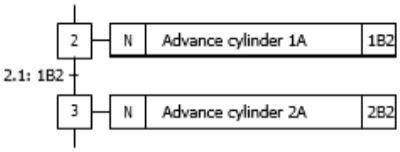 2 N Advance cylinder 1A 1B2
2.1: 1B2
3 N Advance cylinder 2A 2B2